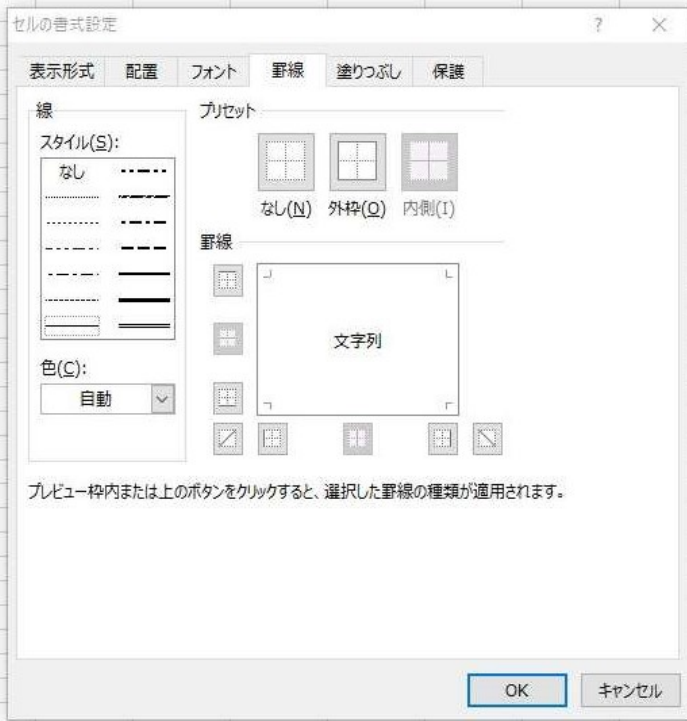 セルの書式設定 ? ×
表示形式 配置 フォント 罫線 塗りつぶし 保護
線
スタイル(S):
なし
色(C):
自動
プリセット
なし(N) 外枠(O) 内側(I)
罫線
文字列
プレビュー枠内または上のボタンをクリックすると、選択した罫線の種類が適用されます。
OK キャンセル